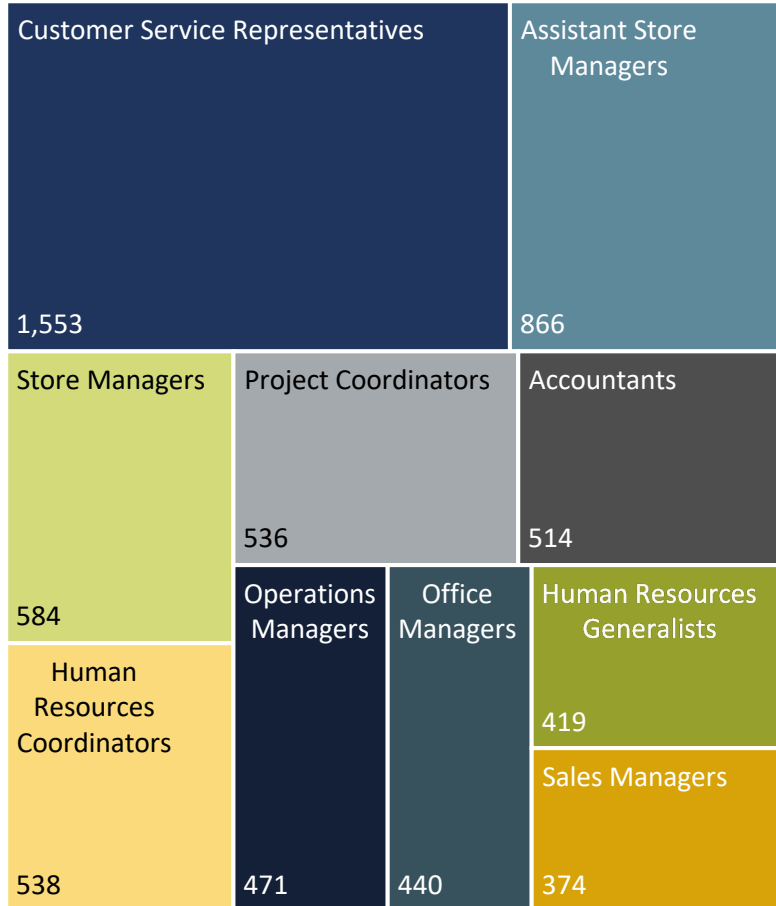 Customer Service Representatives
1,553
Assistant Store
Managers
866
Store Managers
584
Project Coordinators
536
Accountants
514
Human
Resources
Coordinators
538
Operations
Managers
471
Office
Managers
440
Human Resources
Generalists
419
Sales Managers
374